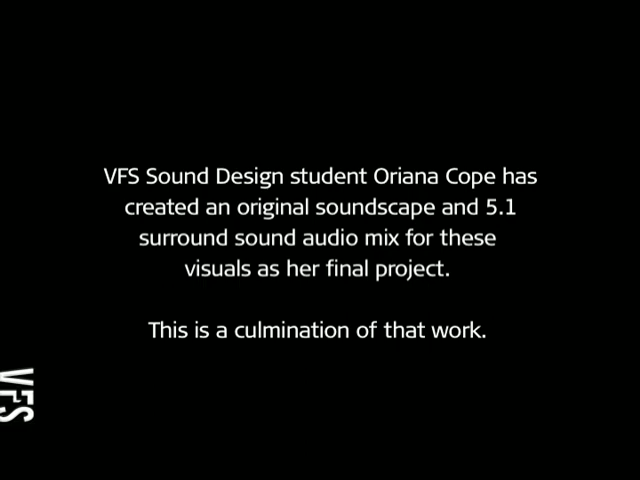 VFS Sound Design student Oriana Cope has
created an original soundscape and 5.1
surround sound audio mix for these
visuals as her final project.
This is a culmination of that work.
VFS